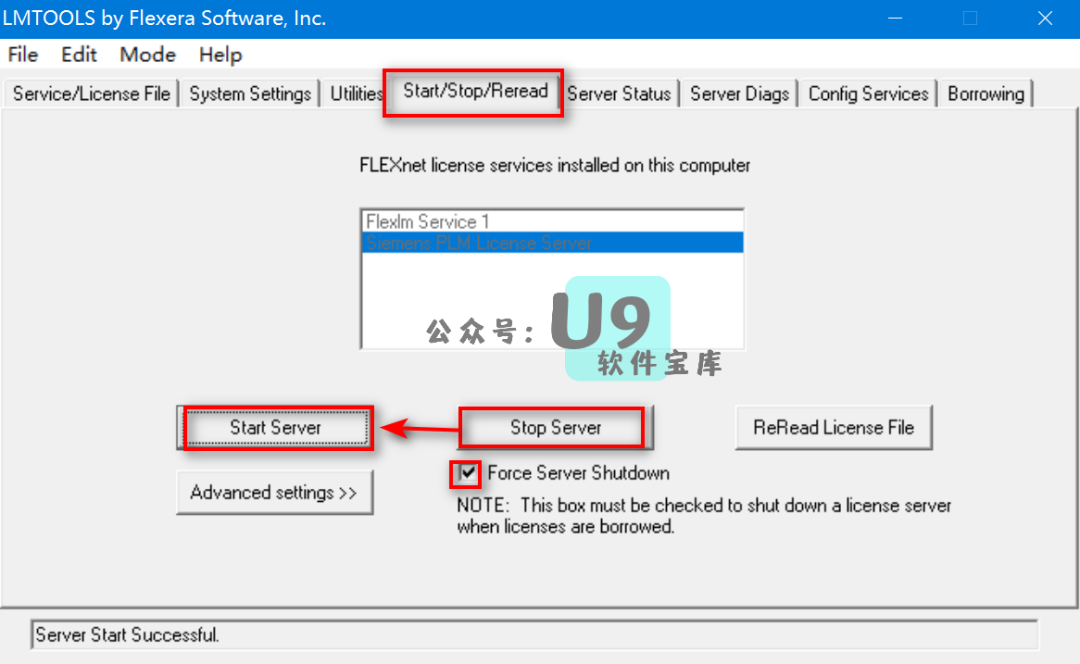 LMTOOLS by Flexera Software, Inc.
File Edit Mode Help
Service/License File System Settings Utilities Start/Stop/Reread Server Status Server Diags Config Services Borrowing
FLEXnet license services installed on this computer
Flexlm Service 1
Siemens PLM License Server
公众号: U9
软件宝库
Start Server Stop Server ReRead License File
Force Server Shutdown
Advanced settings >>
NOTE: This box must be checked to shut down a license server
when licenses are borrowed.
Server Start Successful.